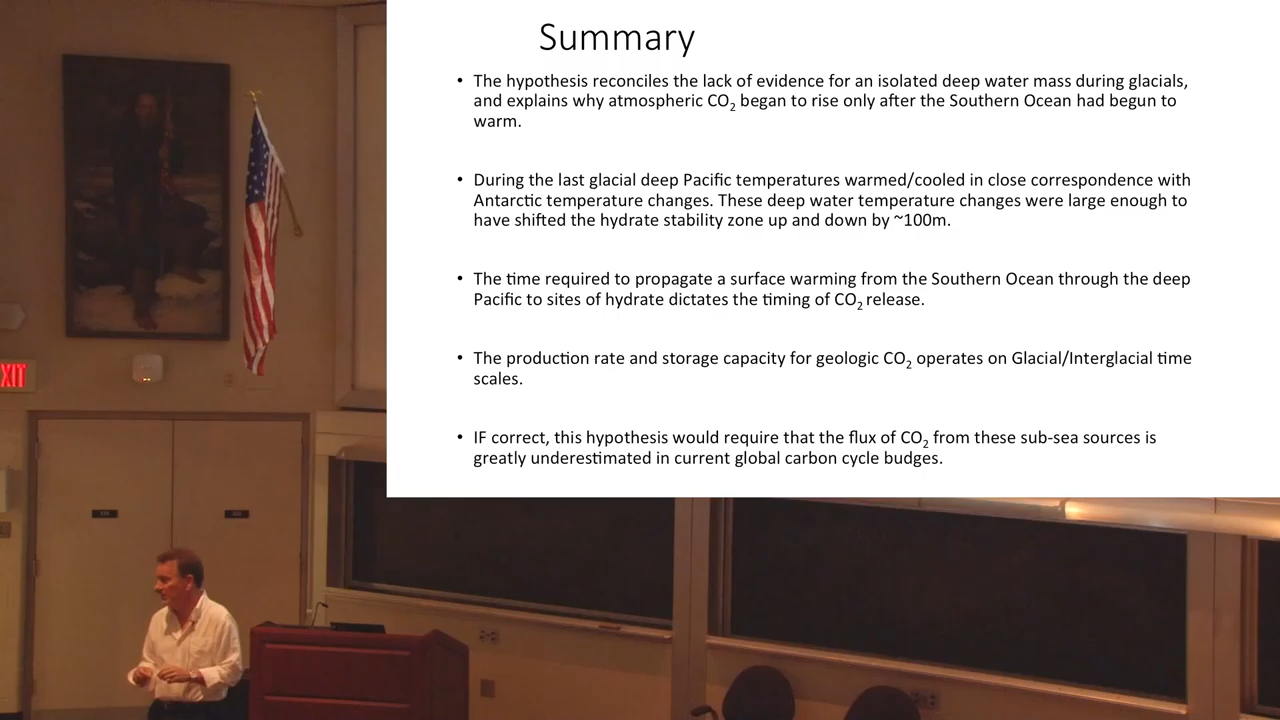 Summary
• The hypothesis reconciles the lack of evidence for an isolated deep water mass during glacials,
and explains why atmospheric CO2 began to rise only after the Southern Ocean had begun to
warm.
• During the last glacial deep Pacific temperatures warmed/cooled in close correspondence with
Antarctic temperature changes. These deep water temperature changes were large enough to
have shifted the hydrate stability zone up and down by ~100m.
• The time required to propagate a surface warming from the Southern Ocean through the deep
Pacific to sites of hydrate dictates the timing of CO2 release.
• The production rate and storage capacity for geologic CO2 operates on Glacial/Interglacial time
scales.
• IF correct, this hypothesis would require that the flux of CO2 from these sub-sea sources is
greatly underestimated in current global carbon cycle budges.
XIT